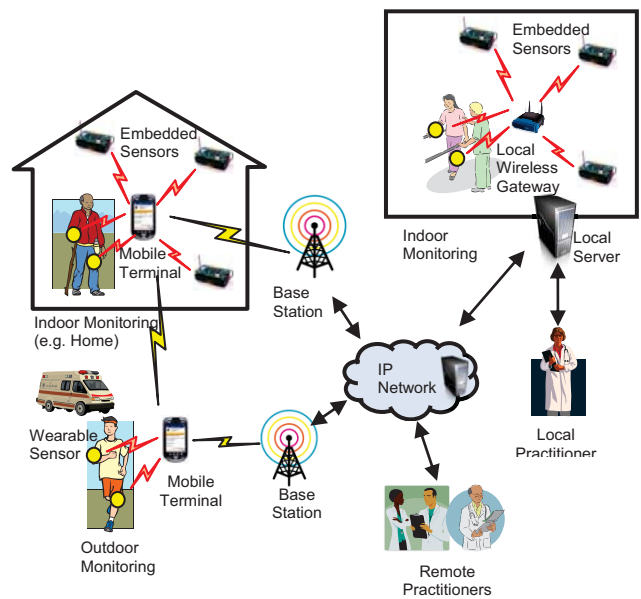 Embedded
Sensors
Embedded
Sensors
Local
Wireless
Gateway
Mobile
Terminal
Indoor
Monitoring
Local
Server
Base
Station
Indoor Monitoring
(e.g. Home)
IP
Network
Wearable
Sensor
Mobile
Terminal
Base
Station
Local
Practitioner
Outdoor
Monitoring
Remote
Practitioners